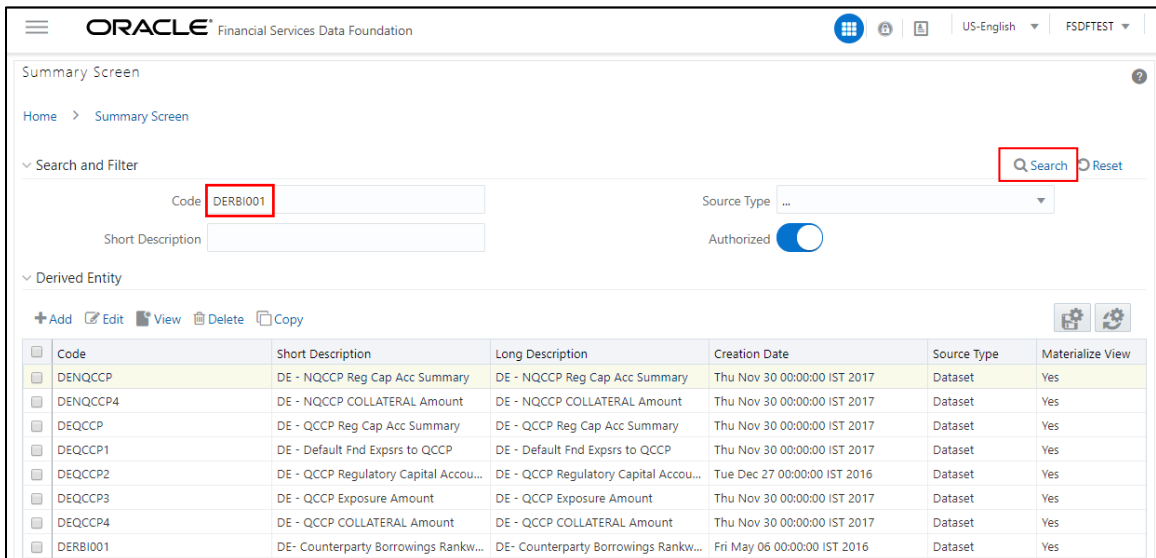 ORACLE® Financial Services Data Foundation US-English FSDFTEST
Summary Screen
Home > Summary Screen
Search and Filter Search Reset
Code DERBI001 Source Type ...
Short Description Authorized
Derived Entity
Add Edit View Delete Copy
Code Short Description Long Description Creation Date Source Type Materialize View
DENQCCP DE - NQCCP Reg Cap Acc Summary DE - NQCCP Reg Cap Acc Summary Thu Nov 30 00:00:00 IST 2017 Dataset Yes
DENQCCP4 DE - NQCCP COLLATERAL Amount DE - NQCCP COLLATERAL Amount Thu Nov 30 00:00:00 IST 2017 Dataset Yes
DEQCCP DE - QCCP Reg Cap Acc Summary DE - QCCP Reg Cap Acc Summary Thu Nov 30 00:00:00 IST 2017 Dataset Yes
DEQCCP1 DE - Default Fnd Expsrs to QCCP DE - Default Fnd Expsrs to QCCP Thu Nov 30 00:00:00 IST 2017 Dataset Yes
DEQCCP2 DE - QCCP Regulatory Capital Accou... DE - QCCP Regulatory Capital Accou... Tue Dec 27 00:00:00 IST 2016 Dataset Yes
DEQCCP3 DE - QCCP Exposure Amount DE - QCCP Exposure Amount Thu Nov 30 00:00:00 IST 2017 Dataset Yes
DEQCCP4 DE - QCCP COLLATERAL Amount DE - QCCP COLLATERAL Amount Thu Nov 30 00:00:00 IST 2017 Dataset Yes
DERBI001 DE- Counterparty Borrowings Rankw... DE- Counterparty Borrowings Rankw... Fri May 06 00:00:00 IST 2016 Dataset Yes